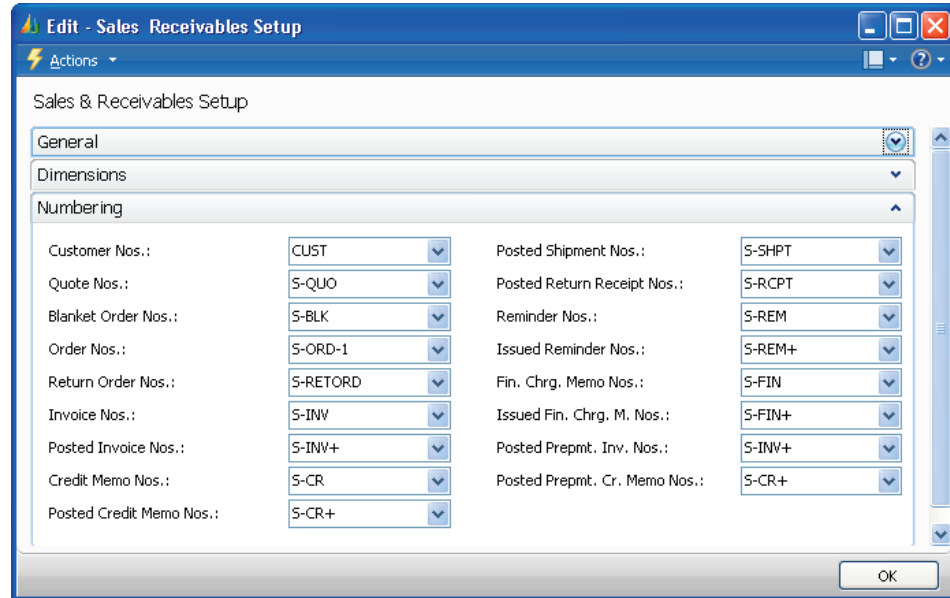 Edit - Sales  Receivables Setup
Actions
Sales & Receivables Setup
General
Dimensions
Numbering
Customer Nos.: CUST Posted Shipment Nos.: S-SHPT
Quote Nos.: S-QUO Posted Return Receipt Nos.: S-RCPT
Blanket Order Nos.: S-BLK Reminder Nos.: S-REM
Order Nos.: S-ORD-1 Issued Reminder Nos.: S-REM+
Return Order Nos.: S-RETORD Fin. Chrg. Memo Nos.: S-FIN
Invoice Nos.: S-INV Issued Fin. Chrg. M. Nos.: S-FIN+
Posted Invoice Nos.: S-INV+ Posted Prepmt. Inv. Nos.: S-INV+
Credit Memo Nos.: S-CR Posted Prepmt. Cr. Memo Nos.: S-CR+
Posted Credit Memo Nos.: S-CR+
OK